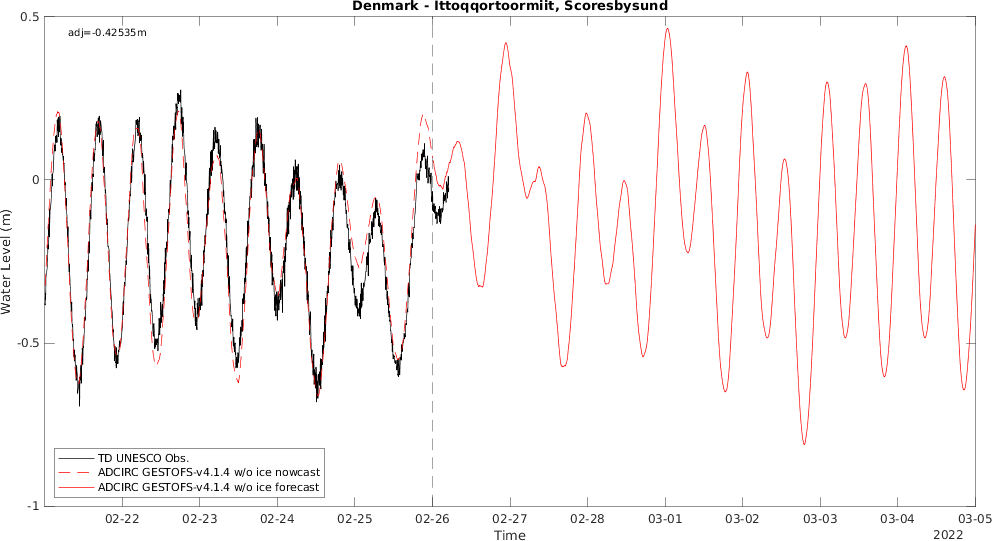 Denmark - Ittoqqortoormiit, Scoresbysund
adj=-0.42535m
0.5
0
-0.5
-1
Water Level (m)
TD UNESCO Obs.
ADCIRC GESTOFS-v4.1.4 w/o ice nowcast
ADCIRC GESTOFS-v4.1.4 w/o ice forecast
02-22 02-23 02-24 02-25 02-26 02-27 02-28 03-01 03-02 03-03 03-04 03-05
Time
2022